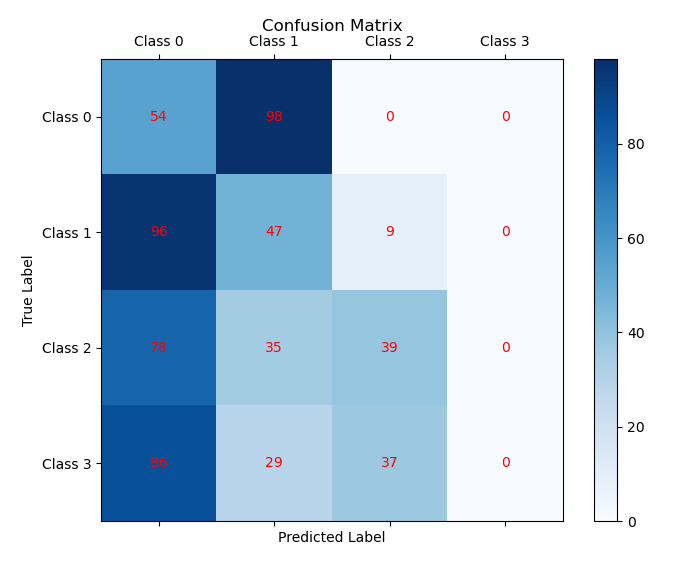 Confusion Matrix
Class 0 Class 1 Class 2 Class 3
Class 0 54 98 0 0
Class 1 96 47 9 0
Class 2 78 35 39 0
Class 3 86 29 37 0
True Label
Predicted Label
80
60
40
20
0